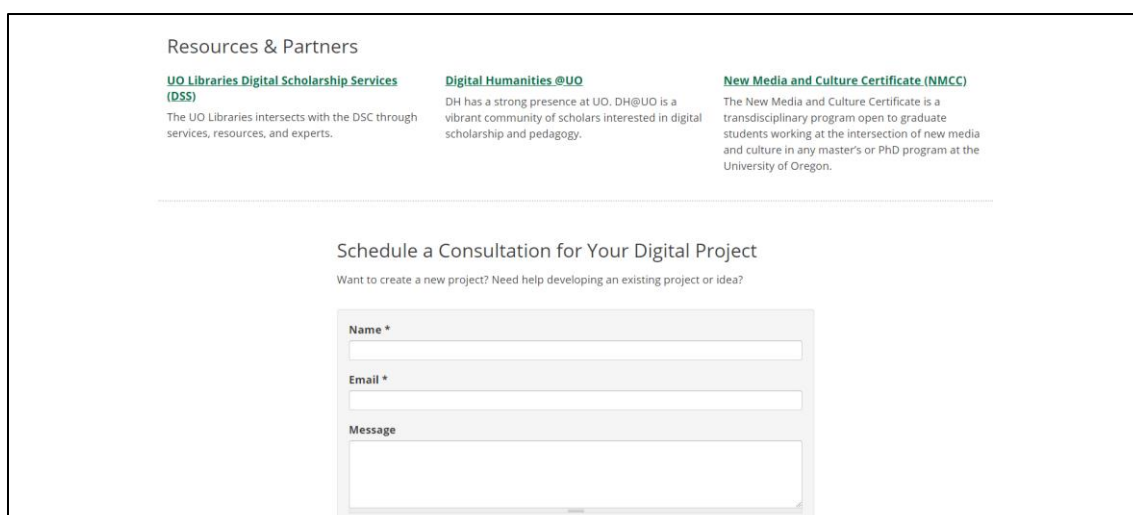 Resources & Partners
UO Libraries Digital Scholarship Services
(DSS)
The UO Libraries intersects with the DSC through
services, resources, and experts.
Digital Humanities @UO
DH has a strong presence at UO. DH@UO is a
vibrant community of scholars interested in digital
scholarship and pedagogy.
New Media and Culture Certificate (NMCC)
The New Media and Culture Certificate is a
transdisciplinary program open to graduate
students working at the intersection of new media
and culture in any master's or PhD program at the
University of Oregon.
Schedule a Consultation for Your Digital Project
Want to create a new project? Need help developing an existing project or idea?
Name *
Email *
Message